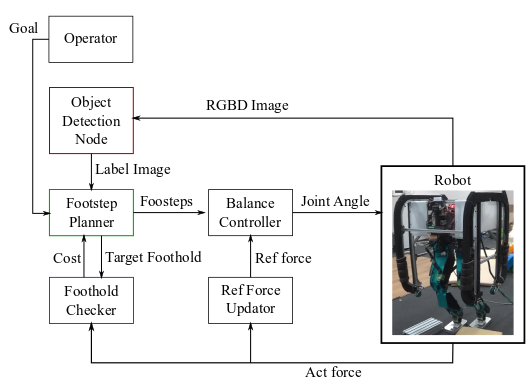 Goal
Operator
Object
Detection
Node
RGBD Image
Label Image
Robot
Footstep
Planner
Foosteps
Balance
Controller
Joint Angle
Cost
Target Foothold
Ref force
Foothold
Checker
Ref Force
Updator
Act force